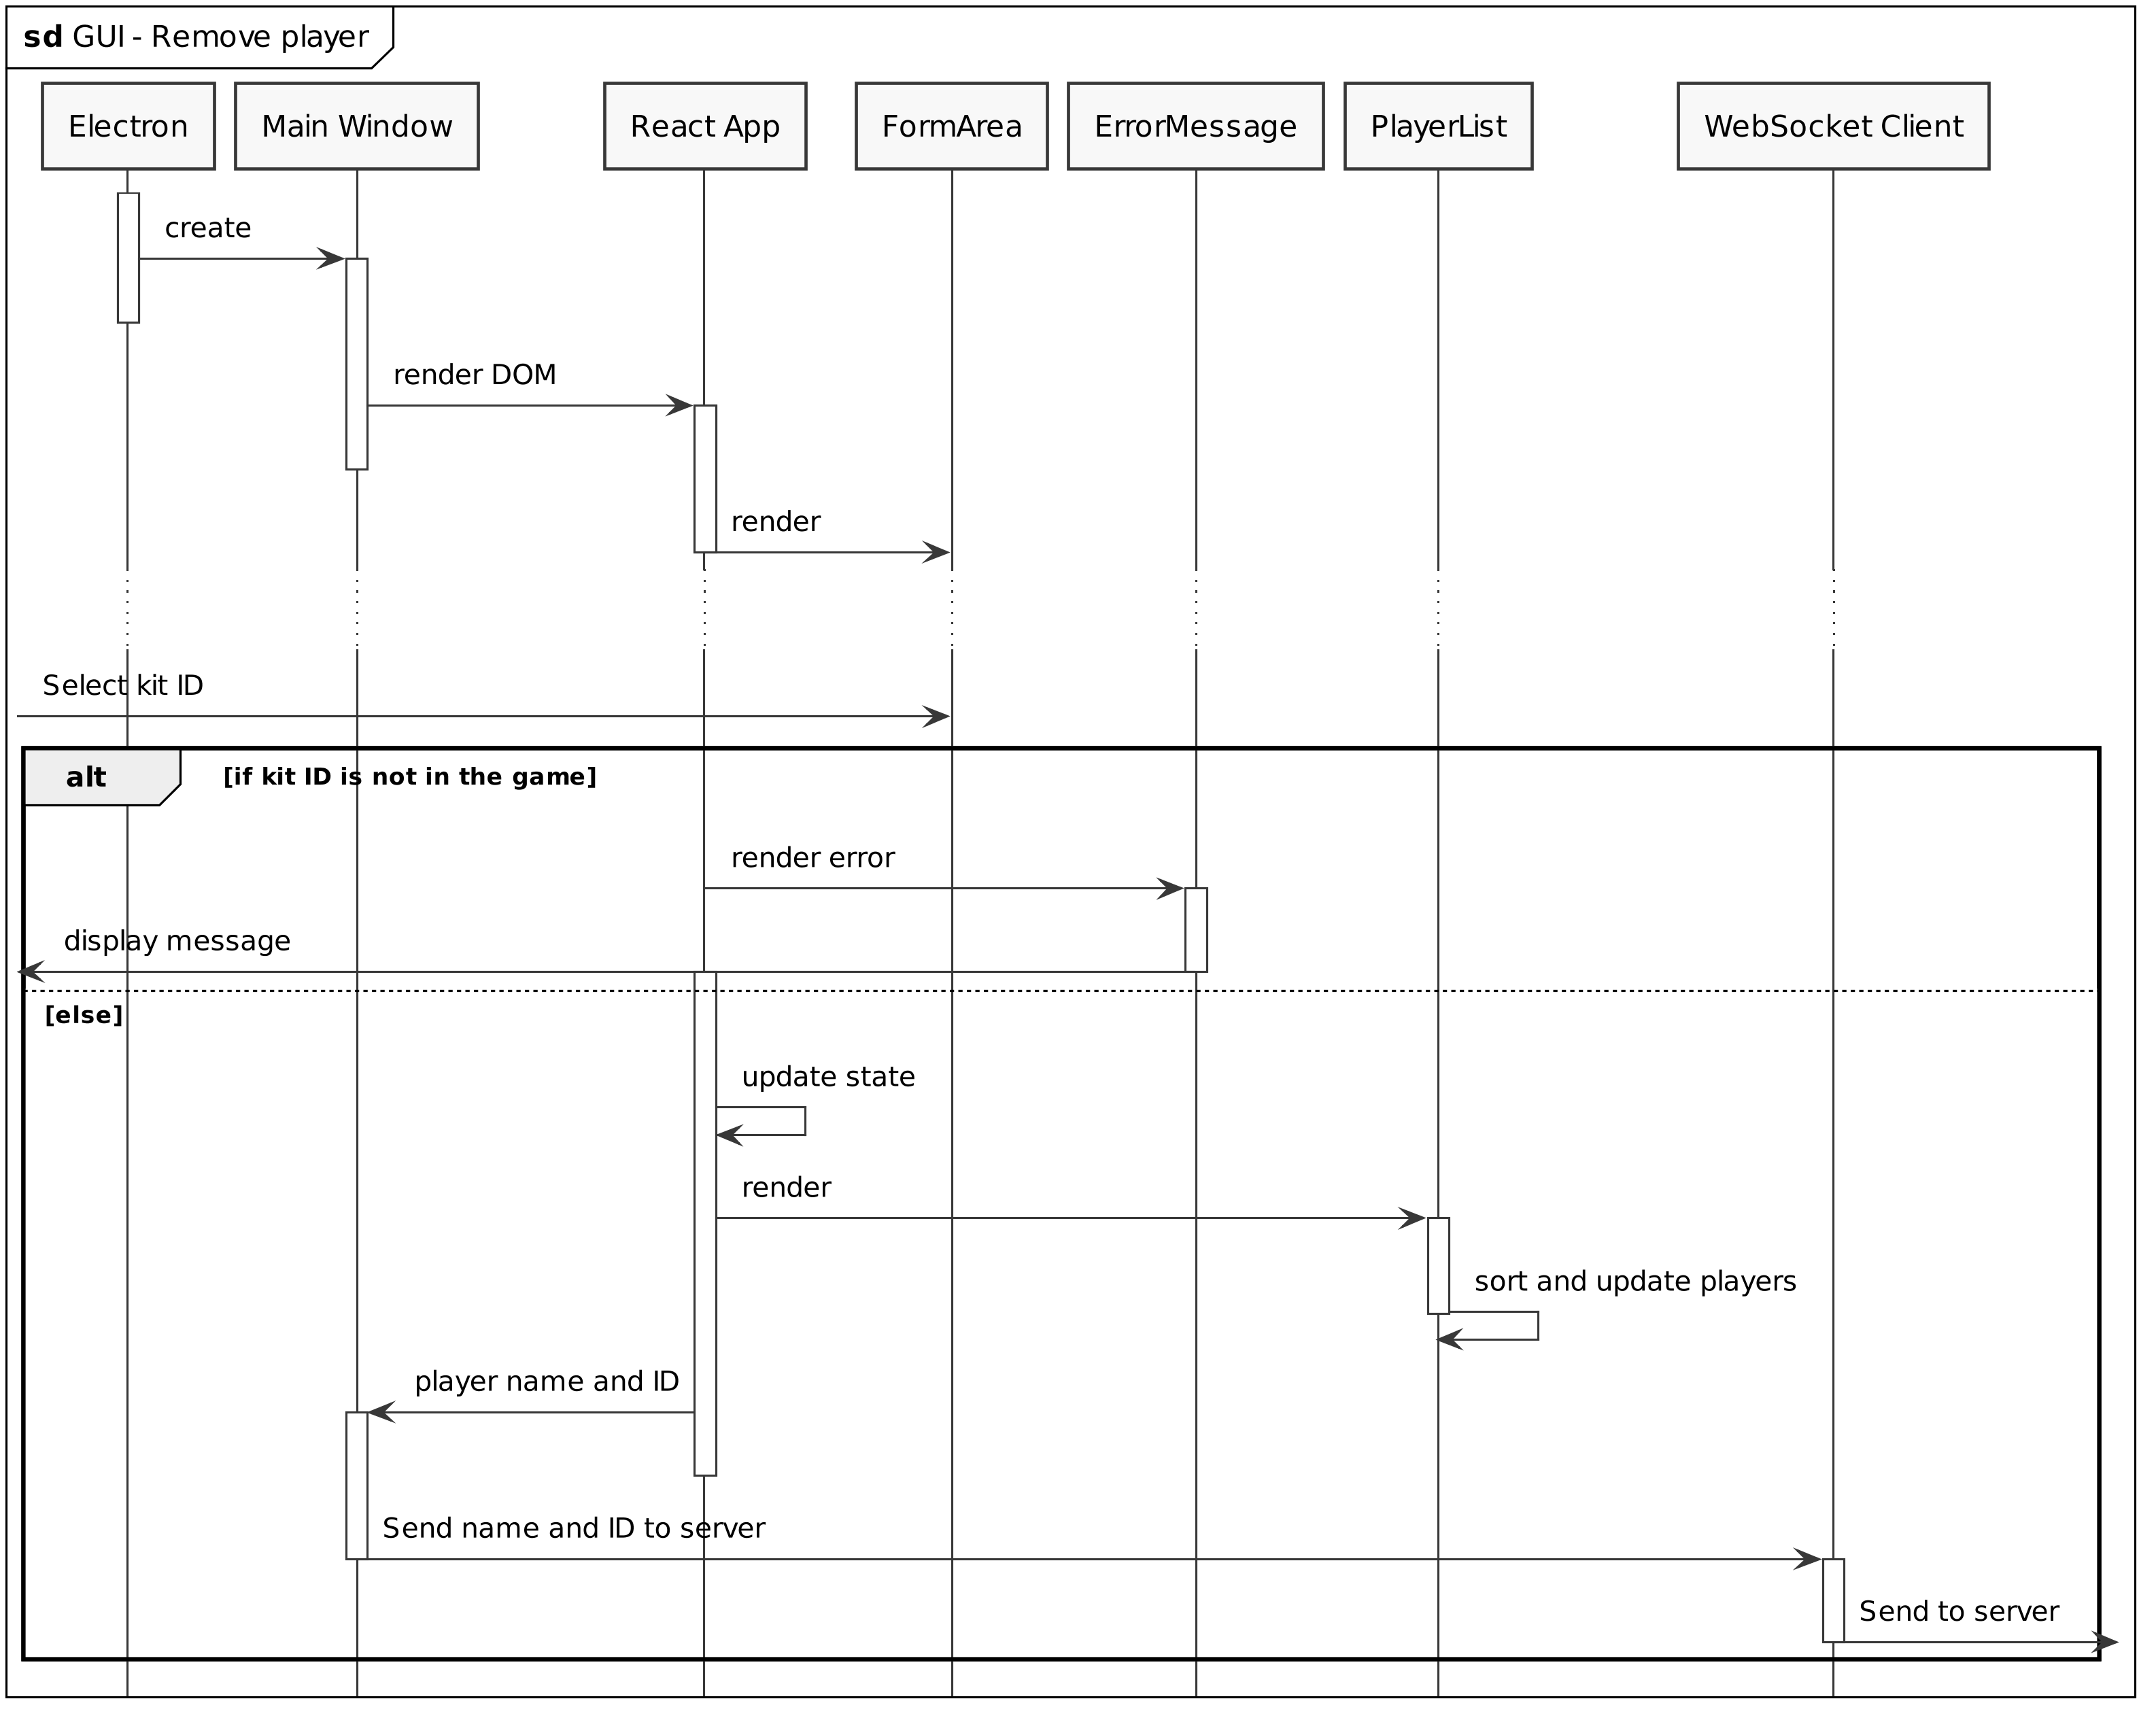 sd GUI - Remove player
Electron
Main Window
React App
FormArea
ErrorMessage
PlayerList
WebSocket Client
create
render DOM
render
Select kit ID
alt [if kit ID is not in the game]
render error
display message
[else]
update state
render
sort and update players
player name and ID
Send name and ID to server
Send to server